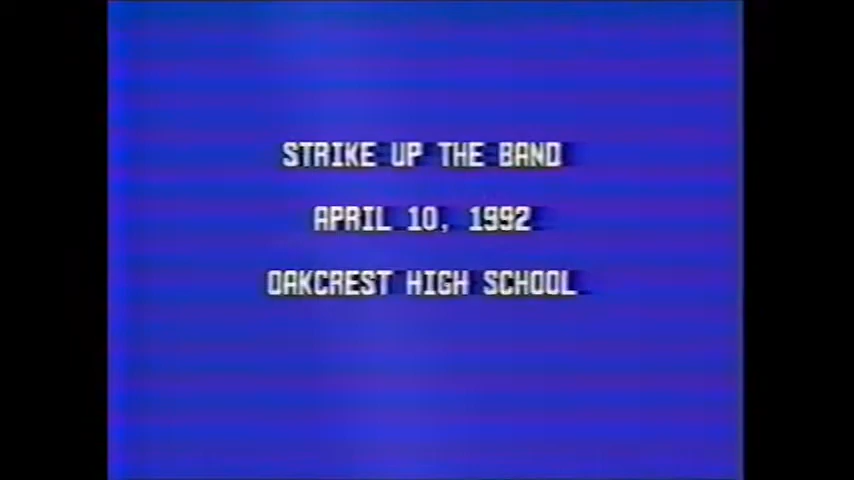 STRIKE UP THE BAND
APRIL 10, 1992
OAKCREST HIGH SCHOOL